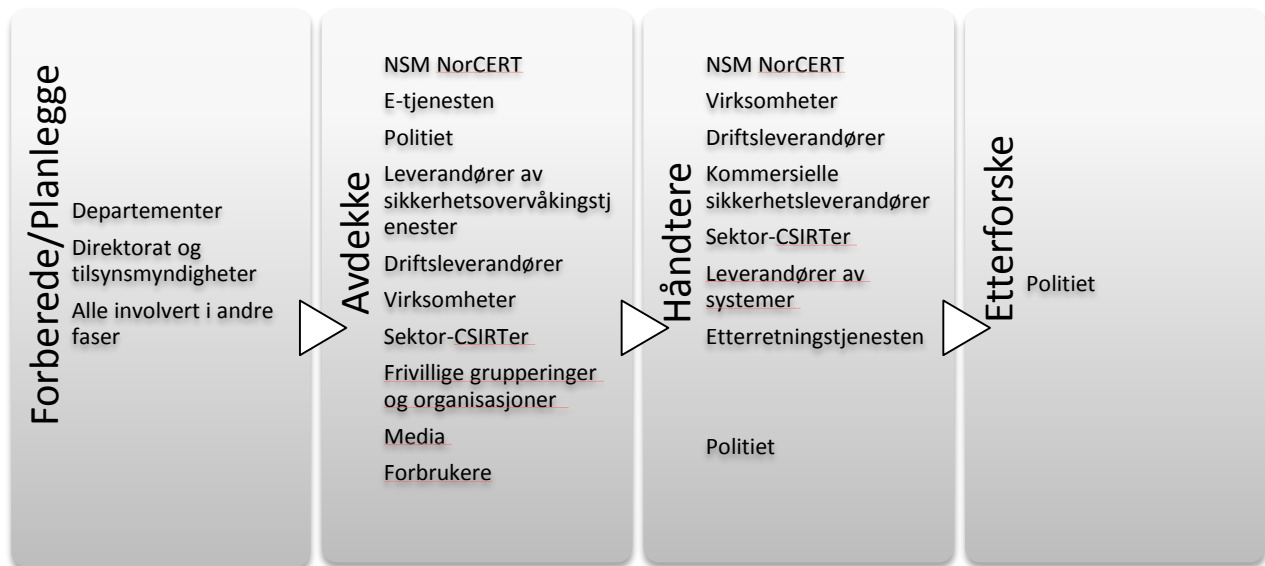 Forberede/Planlegge
Departementer
Direktorat og
tilsynsmyndigheter
Alle involvert i andre
faser
Avdekke
NSM NorCERT
E-tjenesten
Politiet
Leverandører av
sikkerhetsovervåkingstj
enester
Driftsleverandører
Virksomheter
Sektor-CSIRTer
Frivillige grupperinger
og organisasjoner
Media
Forbrukere
Håndtere
NSM NorCERT
Virksomheter
Driftsleverandører
Kommersielle
sikkerhetsleverandører
Sektor-CSIRTer
Leverandører av
systemer
Etterretningstjenesten
Politiet
Etterforske
Politiet